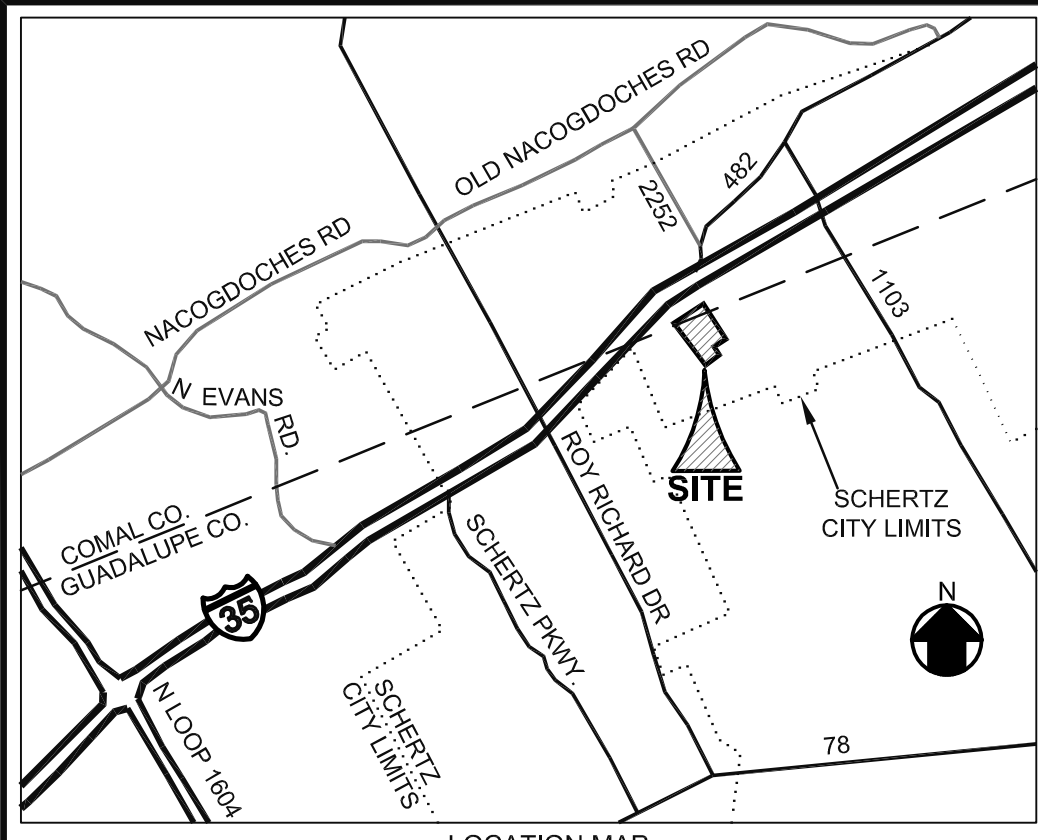 OLD NACOGDOCHES RD
482
2252
NACOGDOCHES RD
1103
N EVANS RD.
ROY RICHARD DR
SITE
SCHERTZ
CITY LIMITS
COMAL CO.
GUADALUPE CO.
SCHERTZ PKWY.
35
N
N LOOP 1604
SCHERTZ
CITY LIMITS
78
LOCATION MAP